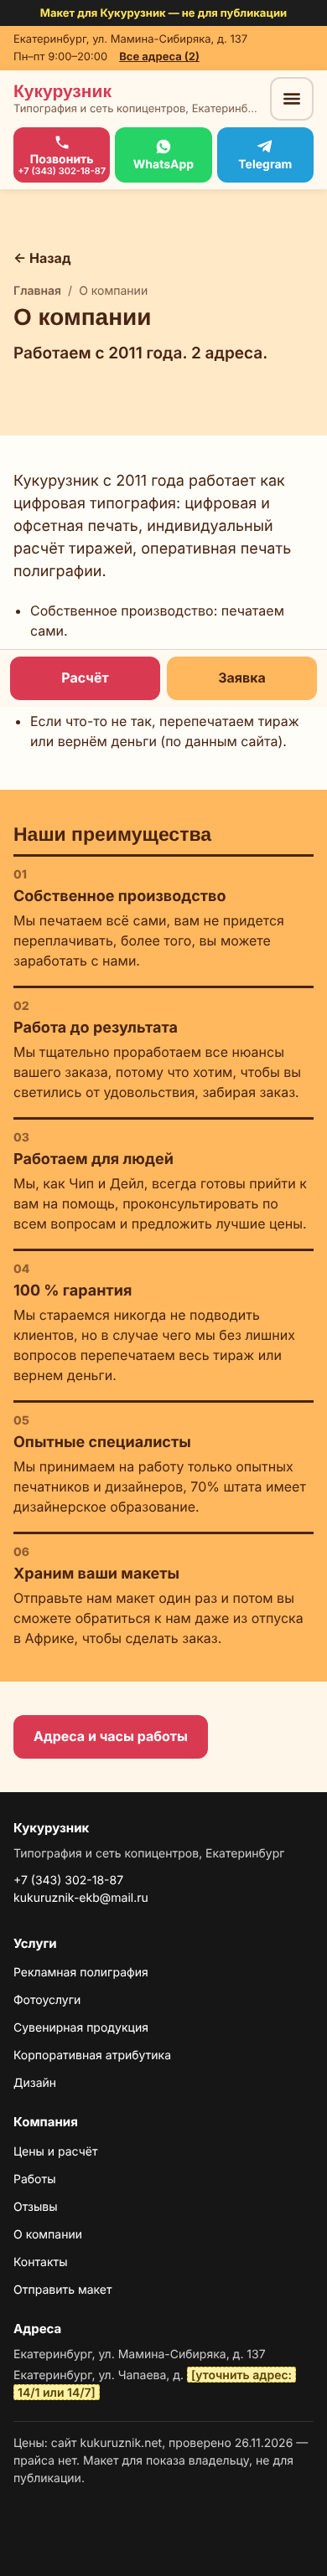 Макет для Кукурузник — не для публикации
Екатеринбург, ул. Мамина-Сибиряка, д. 137
Пн–пт 9:00–20:00 Все адреса (2)
Кукурузник
Типография и сеть копицентров, Екатеринб...
Позвонить
+7 (343) 302-18-87
WhatsApp
Telegram
← Назад
Главная / О компании
О компании
Работаем с 2011 года. 2 адреса.
Кукурузник с 2011 года работает как
цифровая типография: цифровая и
офсетная печать, индивидуальный
расчёт тиражей, оперативная печать
полиграфии.
• Собственное производство: печатаем
сами.
Расчёт
Заявка
• Если что-то не так, перепечатаем тираж
или вернём деньги (по данным сайта).
Наши преимущества
01
Собственное производство
Мы печатаем всё сами, вам не придется
переплачивать, более того, вы можете
заработать с нами.
02
Работа до результата
Мы тщательно проработаем все нюансы
вашего заказа, потому что хотим, чтобы вы
светились от удовольствия, забирая заказ.
03
Работаем для людей
Мы, как Чип и Дейл, всегда готовы прийти к
вам на помощь, проконсультировать по
всем вопросам и предложить лучшие цены.
04
100 % гарантия
Мы стараемся никогда не подводить
клиентов, но в случае чего мы без лишних
вопросов перепечатаем весь тираж или
вернем деньги.
05
Опытные специалисты
Мы принимаем на работу только опытных
печатников и дизайнеров, 70% штата имеет
дизайнерское образование.
06
Храним ваши макеты
Отправьте нам макет один раз и потом вы
сможете обратиться к нам даже из отпуска
в Африке, чтобы сделать заказ.
Адреса и часы работы
Кукурузник
Типография и сеть копицентров, Екатеринбург
+7 (343) 302-18-87
kukuruznik-ekb@mail.ru
Услуги
Рекламная полиграфия
Фотоуслуги
Сувенирная продукция
Корпоративная атрибутика
Дизайн
Компания
Цены и расчёт
Работы
Отзывы
О компании
Контакты
Отправить макет
Адреса
Екатеринбург, ул. Мамина-Сибиряка, д. 137
Екатеринбург, ул. Чапаева, д. [уточнить адрес:
14/1 или 14/7]
Цены: сайт kukuruznik.net, проверено 26.11.2026 —
прайса нет. Макет для показа владельцу, не для
публикации.